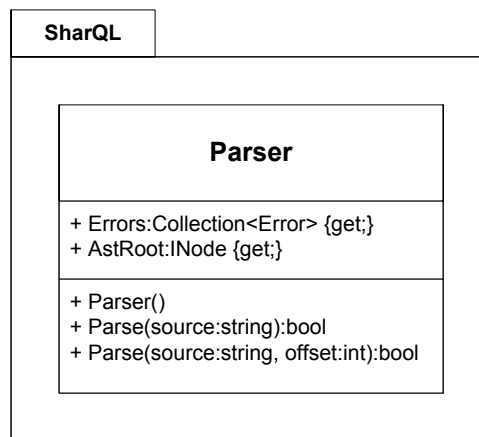 SharQL
Parser
+ Errors:Collection<Error> {get;}
+ AstRoot:INode {get;}
+ Parser()
+ Parse(source:string):bool
+ Parse(source:string, offset:int):bool